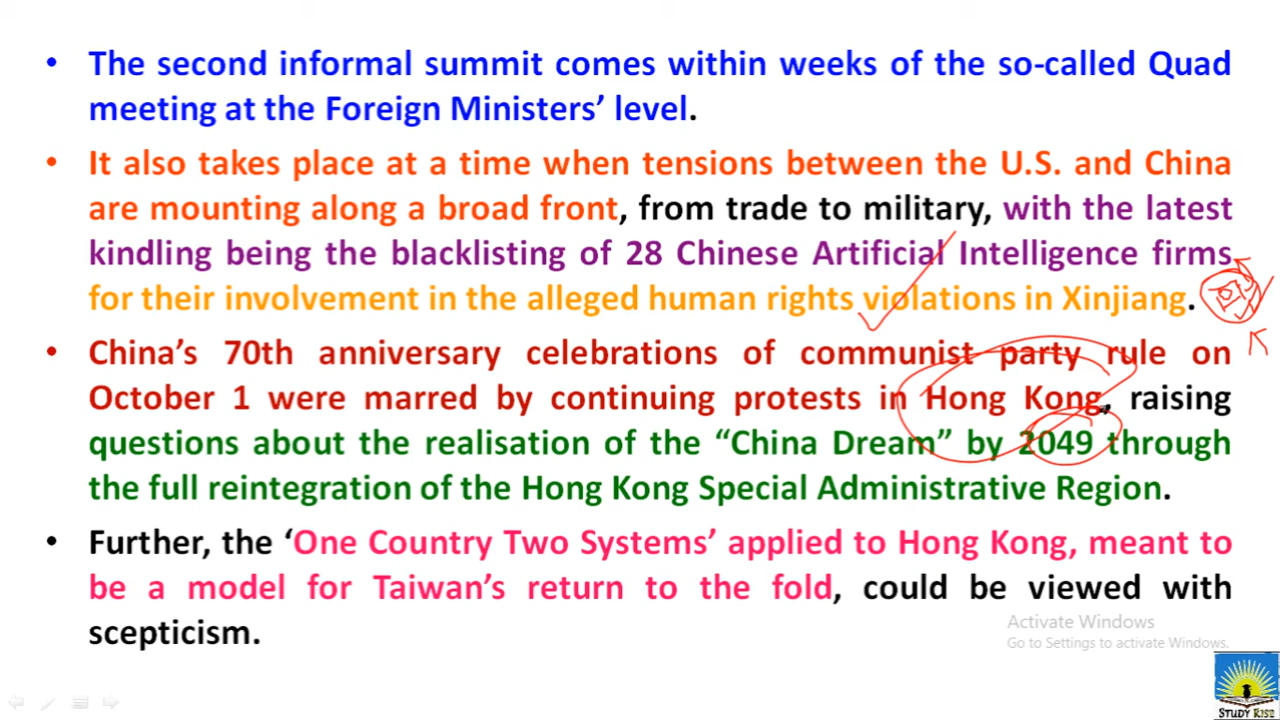 • The second informal summit comes within weeks of the so-called Quad
meeting at the Foreign Ministers’ level.
• It also takes place at a time when tensions between the U.S. and China
are mounting along a broad front, from trade to military, with the latest
kindling being the blacklisting of 28 Chinese Artificial Intelligence firms
for their involvement in the alleged human rights violations in Xinjiang.
• China’s 70th anniversary celebrations of communist party rule on
October 1 were marred by continuing protests in Hong Kong, raising
questions about the realisation of the “China Dream” by 2049 through
the full reintegration of the Hong Kong Special Administrative Region.
• Further, the ‘One Country Two Systems’ applied to Hong Kong, meant to
be a model for Taiwan’s return to the fold, could be viewed with
scepticism.
Activate Windows
Go to Settings to activate Windows.
STUDY RISE